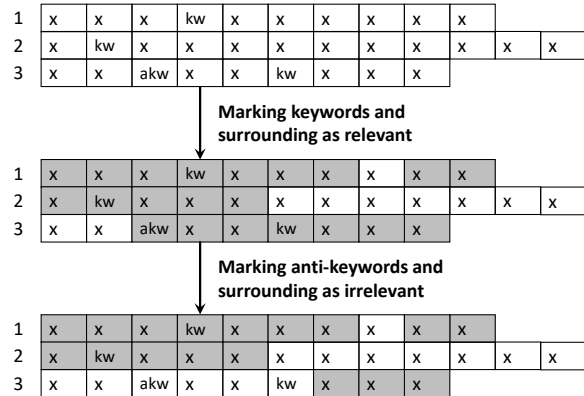 1 x x x kw x x x x x x
2 x kw x x x x x x x x x x
3 x x akw x x kw x x x
Marking keywords and
surrounding as relevant
1 x x x kw x x x x x x
2 x kw x x x x x x x x x x
3 x x akw x x kw x x x
Marking anti-keywords and
surrounding as irrelevant
1 x x x kw x x x x x x
2 x kw x x x x x x x x x x
3 x x akw x x kw x x x